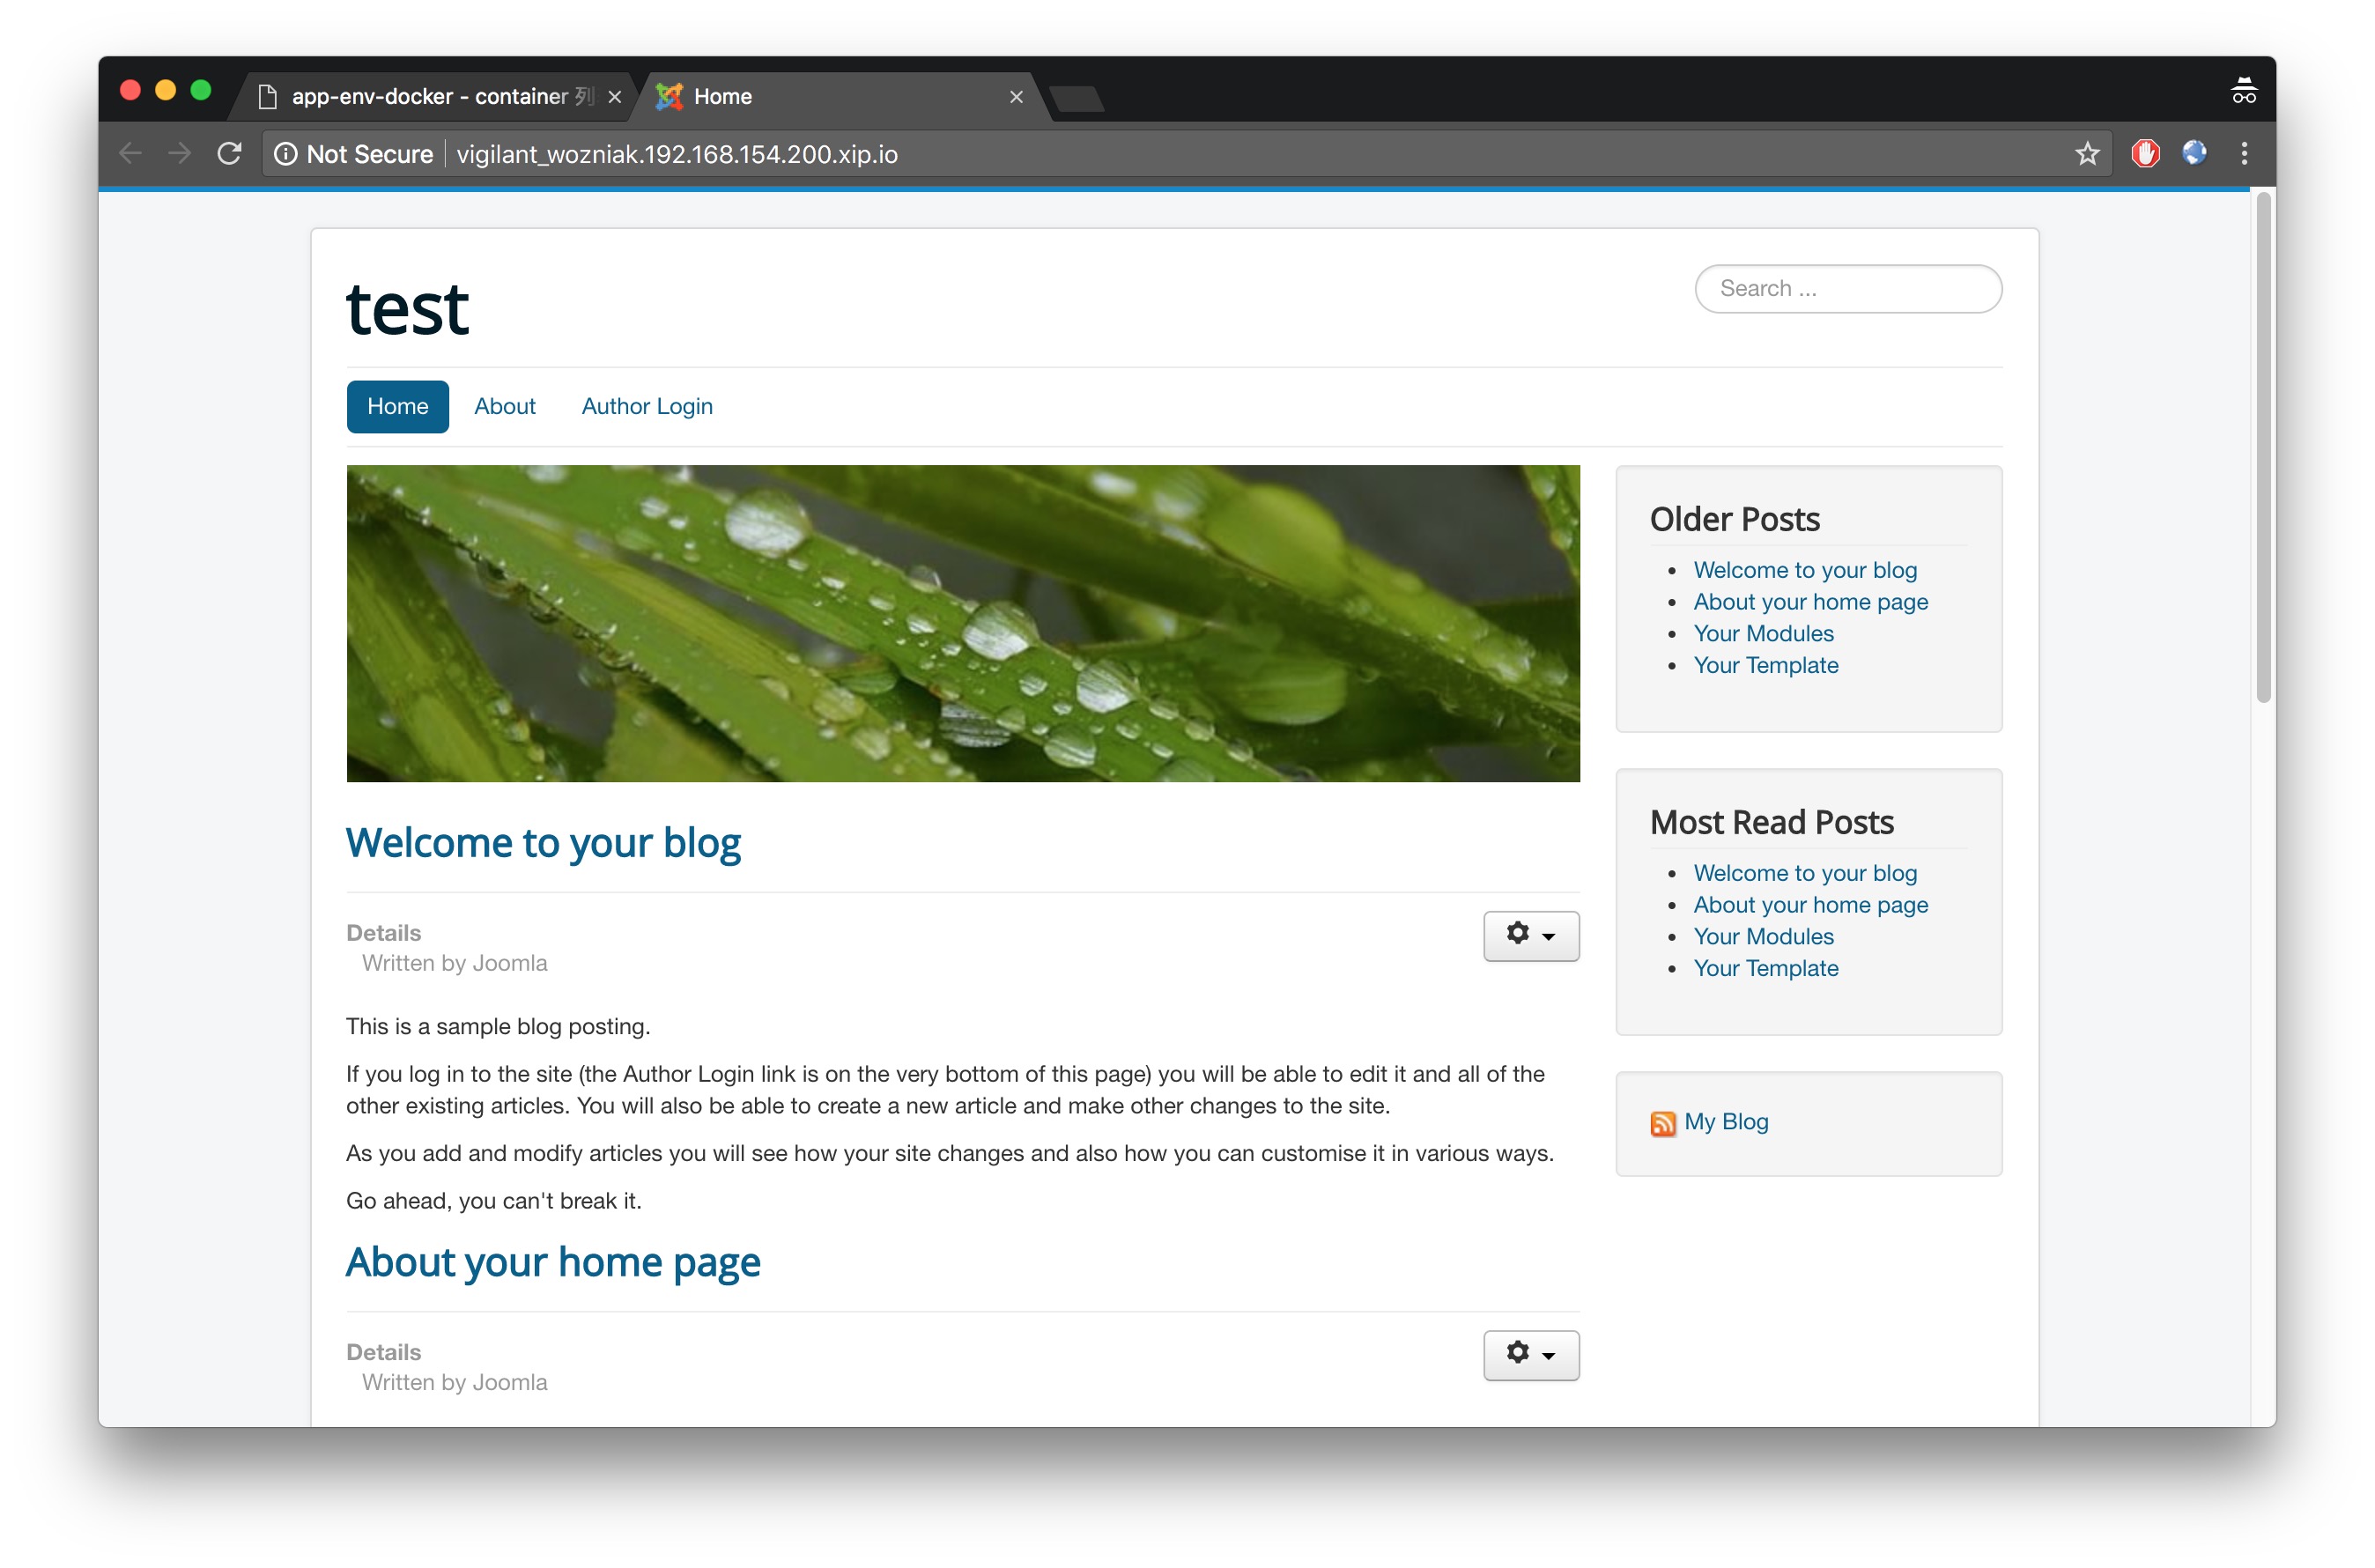 app-env-docker - container 列
Home
Not Secure
vigilant_wozniak.192.168.154.200.xip.io
test
Search ...
Home
About
Author Login
Welcome to your blog
Details
Written by Joomla
This is a sample blog posting.
If you log in to the site (the Author Login link is on the very bottom of this page) you will be able to edit it and all of the
other existing articles. You will also be able to create a new article and make other changes to the site.
As you add and modify articles you will see how your site changes and also how you can customise it in various ways.
Go ahead, you can't break it.
About your home page
Details
Written by Joomla
Older Posts
Welcome to your blog
About your home page
Your Modules
Your Template
Most Read Posts
Welcome to your blog
About your home page
Your Modules
Your Template
My Blog